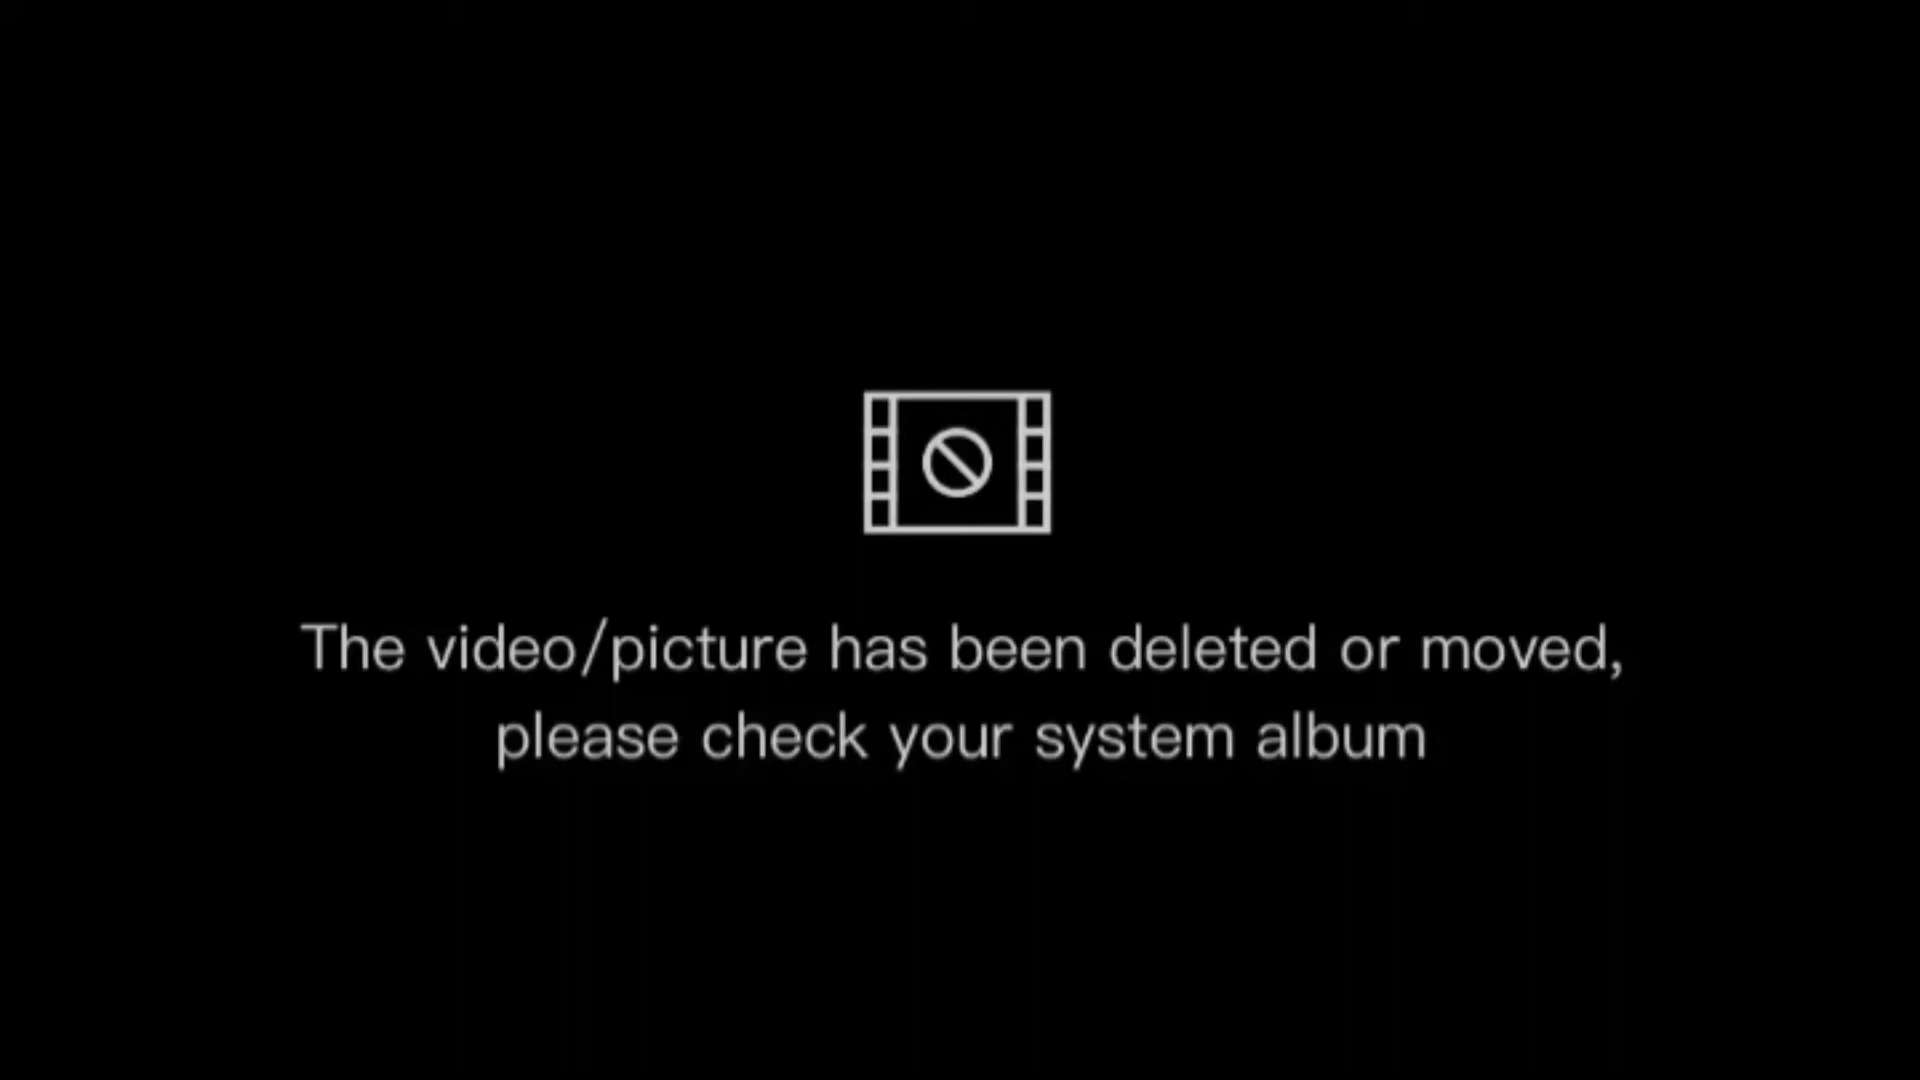 The video/picture has been deleted or moved,
please check your system album